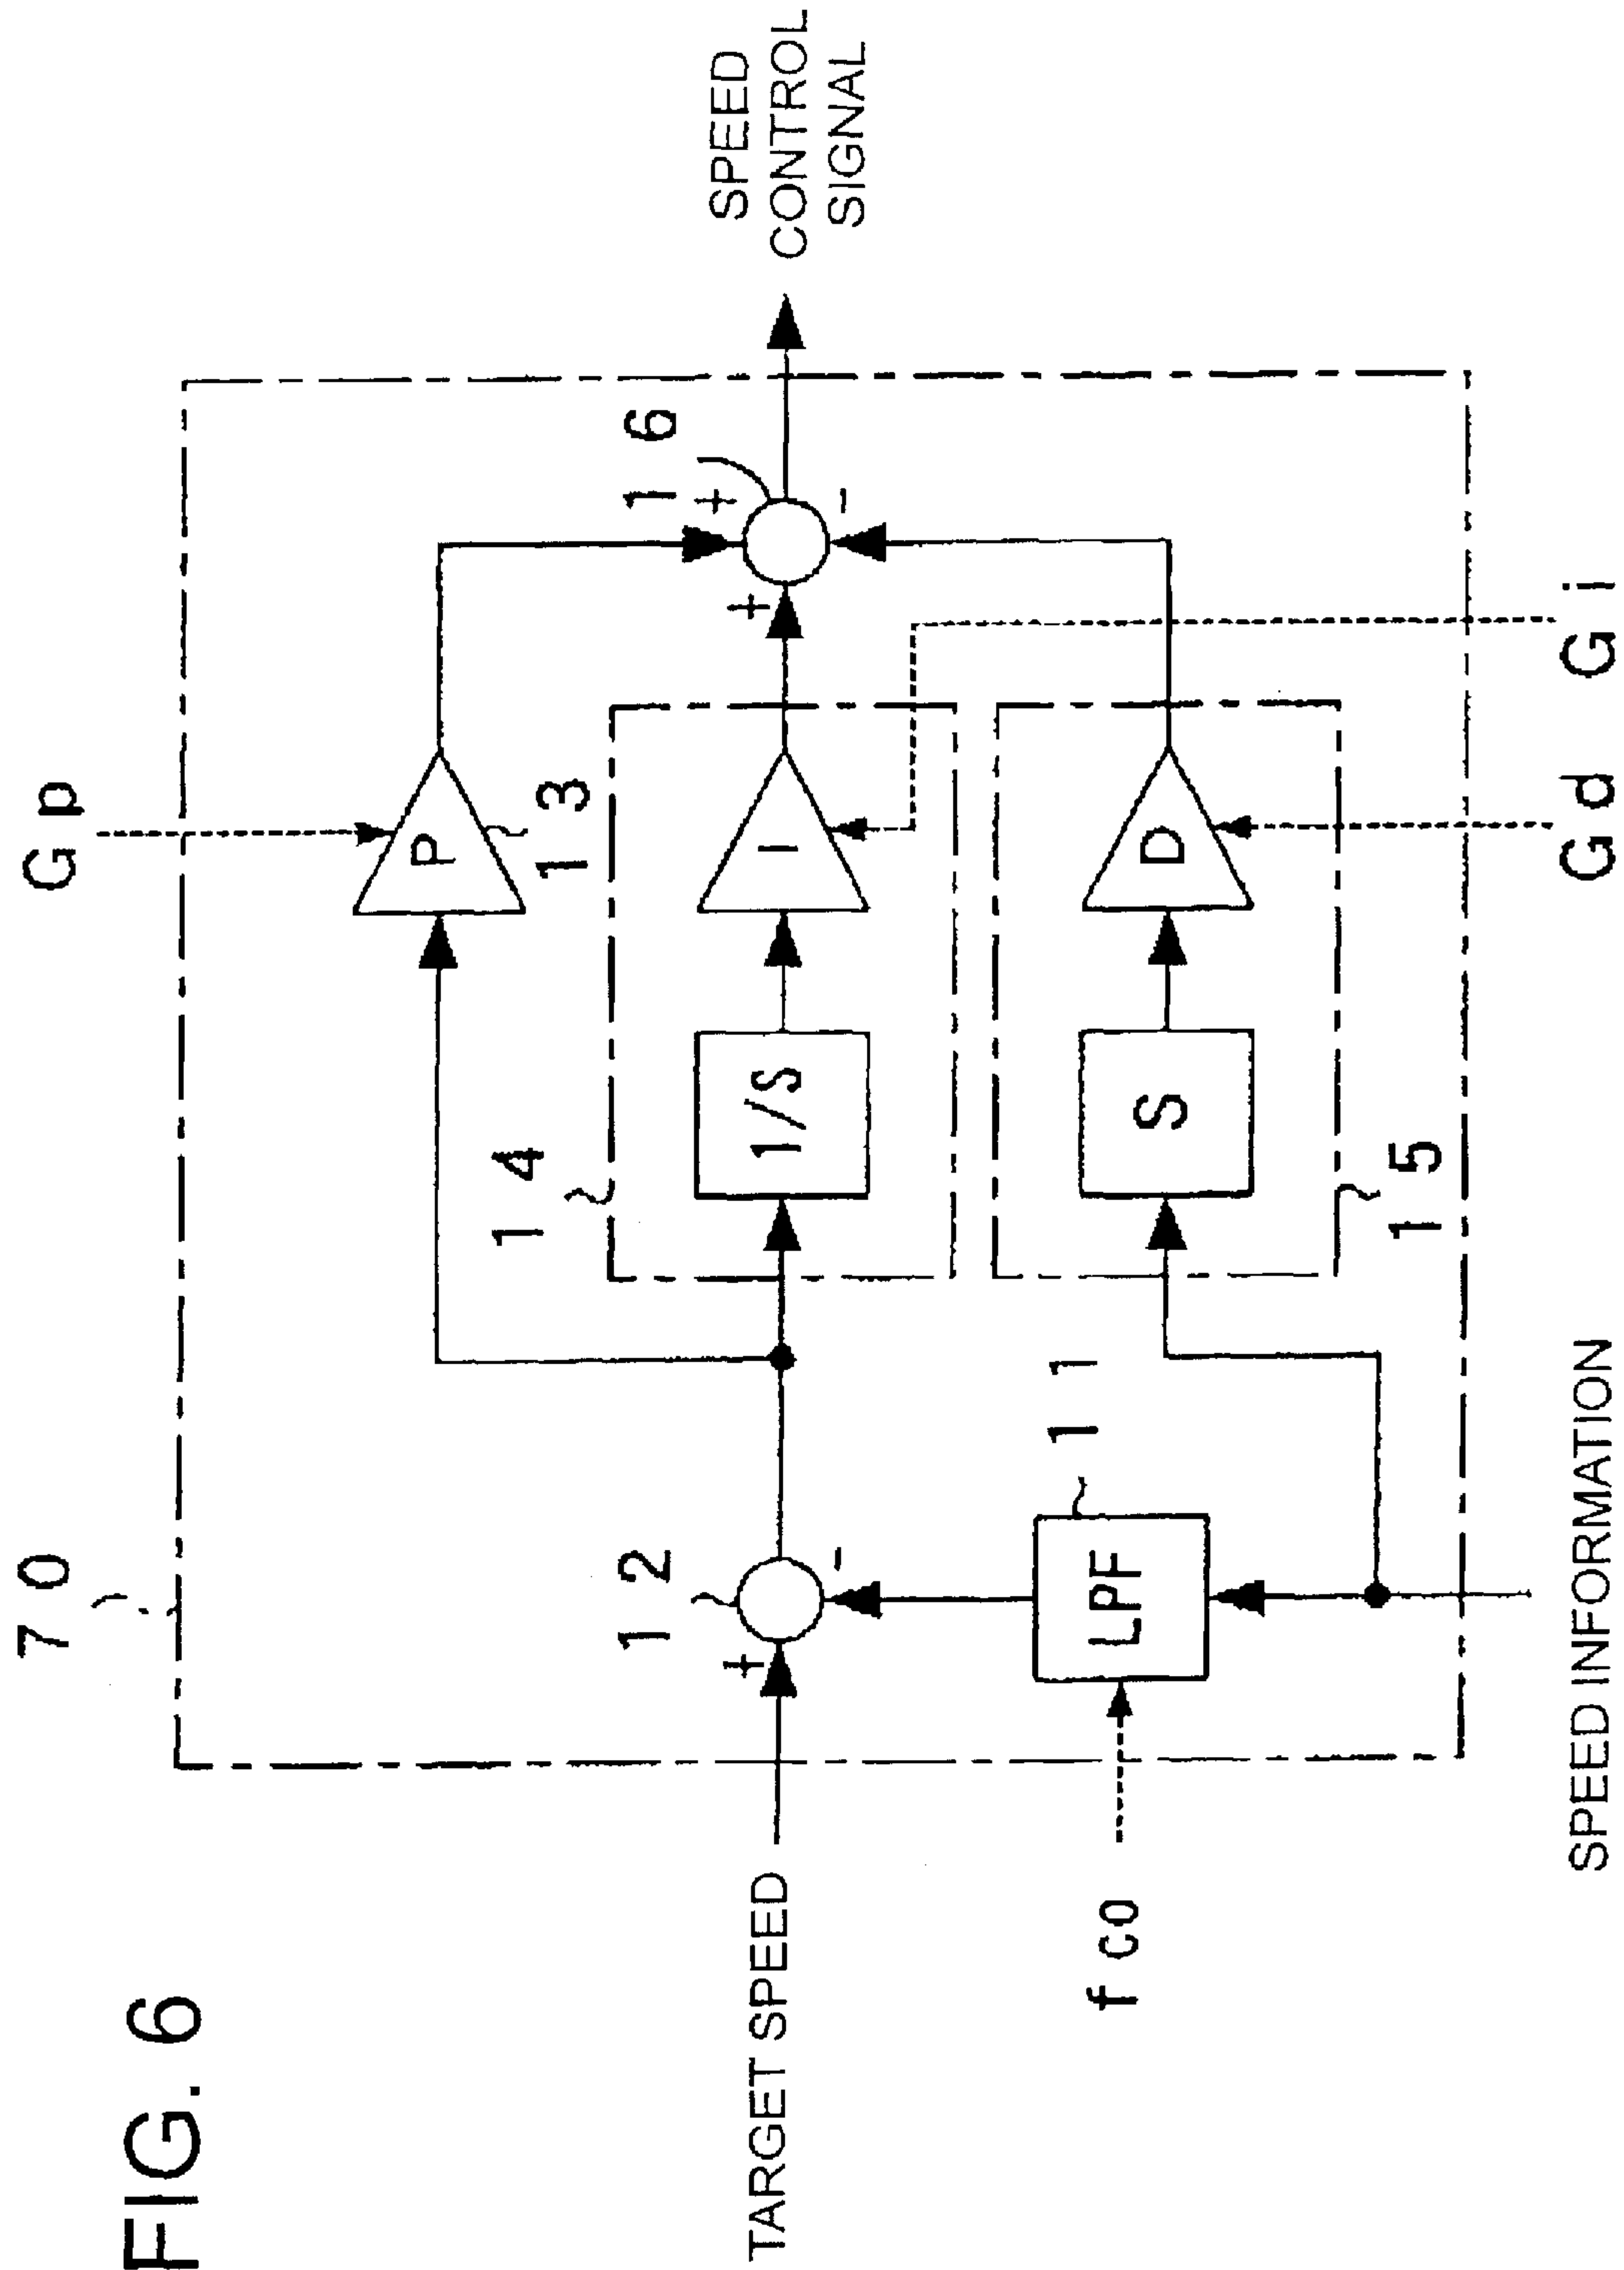 FIG. 6
7 0
G p
1 2
1 4
1 3
1 6
P
TARGET SPEED
+
-
1/S
I
+
+
-
SPEED
CONTROL
SIGNAL
f c0
LPF
1 1
S
D
1 5
SPEED INFORMATION
G d
G i